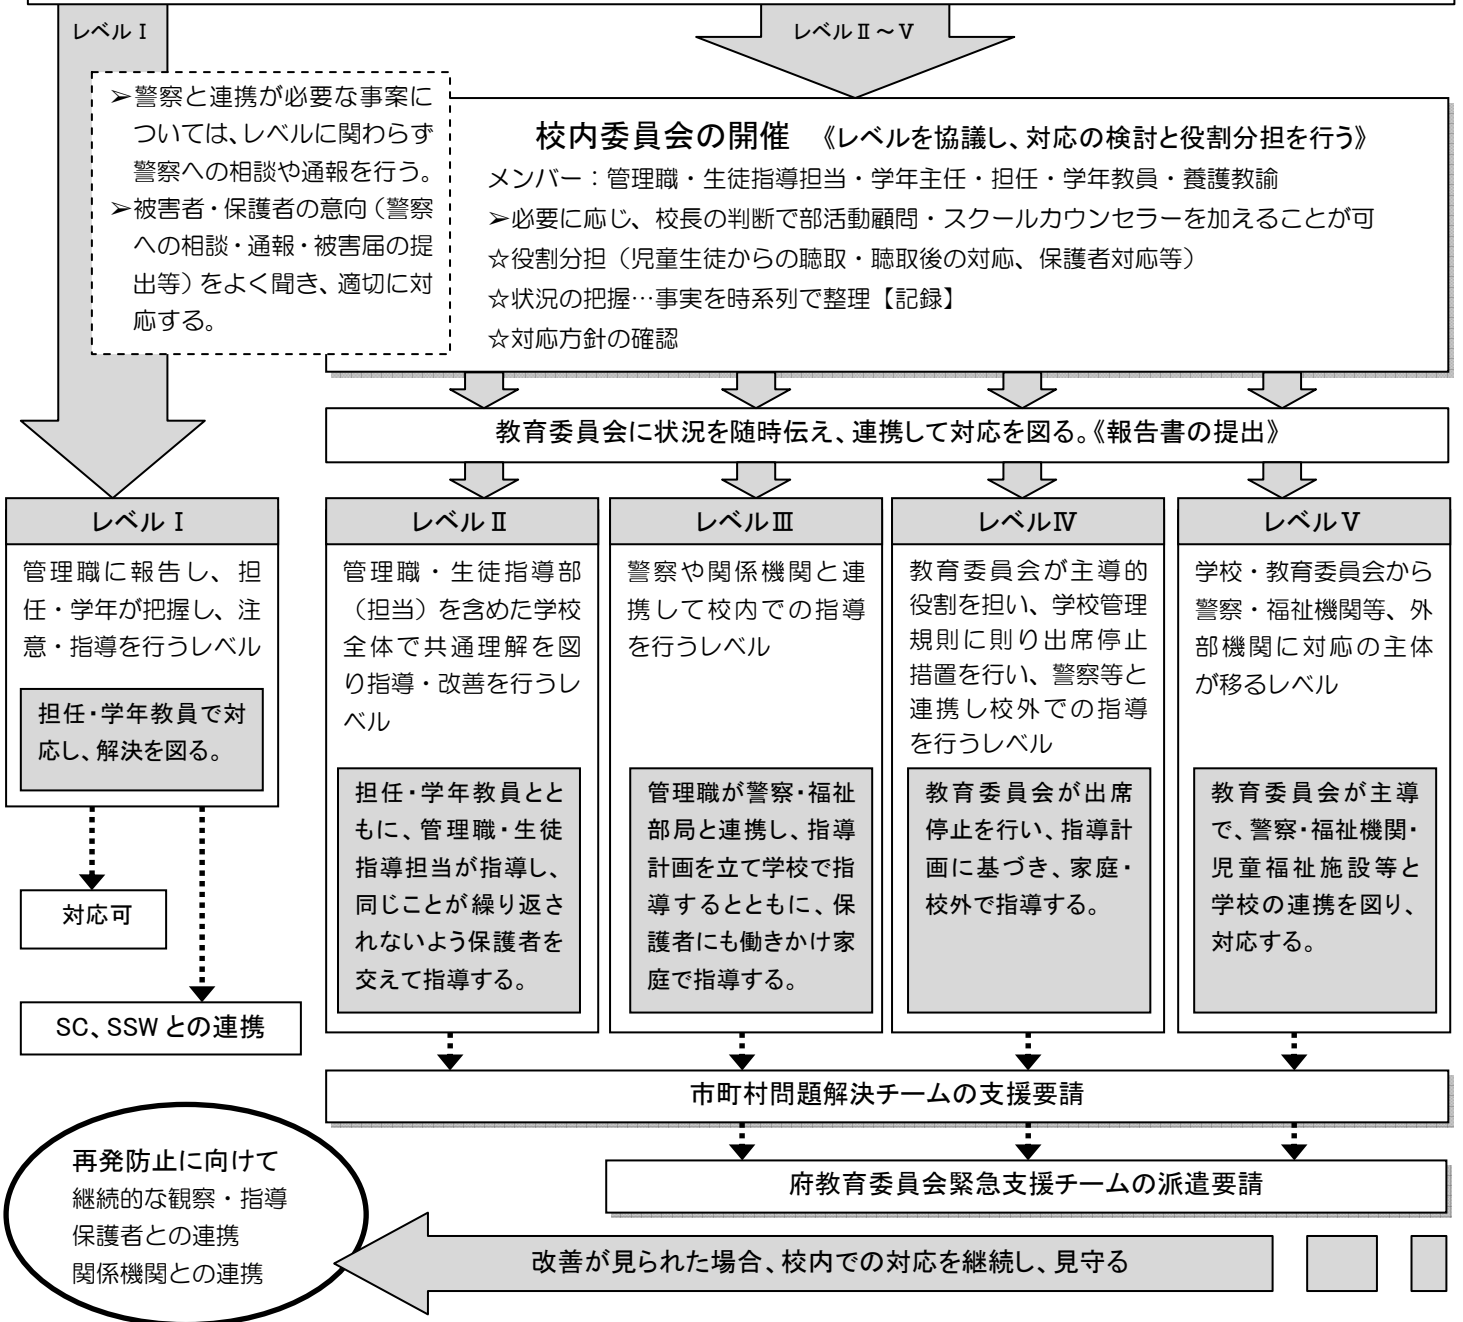 レベルⅠ
レベルⅡ～Ⅴ
➢警察と連携が必要な事案に
ついては、レベルに関わらず
警察への相談や通報を行う。
➢被害者・保護者の意向（警察
への相談・通報・被害届の提
出等）をよく聞き、適切に対
応する。
校内委員会の開催　《レベルを協議し、対応の検討と役割分担を行う》
メンバー：管理職・生徒指導担当・学年主任・担任・学年教員・養護教諭
➢必要に応じ、校長の判断で部活動顧問・スクールカウンセラーを加えることが可
☆役割分担（児童生徒からの聴取・聴取後の対応、保護者対応等）
☆状況の把握…事実を時系列で整理【記録】
☆対応方針の確認
教育委員会に状況を随時伝え、連携して対応を図る。《報告書の提出》
レベルⅠ
管理職に報告し、担
任・学年が把握し、注
意・指導を行うレベル
担任・学年教員で対
応し、解決を図る。
対応可
SC、SSWとの連携
レベルⅡ
管理職・生徒指導部
（担当）を含めた学校
全体で共通理解を図
り指導・改善を行うレ
ベル
担任・学年教員とと
もに、管理職・生徒
指導担当が指導し、
同じことが繰り返さ
れないよう保護者を
交えて指導する。
レベルⅢ
警察や関係機関と連
携して校内での指導
を行うレベル
管理職が警察・福祉
部局と連携し、指導
計画を立て学校で指
導するとともに、保
護者にも働きかけ家
庭で指導する。
レベルⅣ
教育委員会が主導的
役割を担い、学校管理
規則に則り出席停止
措置を行い、警察等と
連携し校外での指導
を行うレベル
教育委員会が出席
停止を行い、指導計
画に基づき、家庭・
校外で指導する。
レベルⅤ
学校・教育委員会から
警察・福祉機関等、外
部機関に対応の主体
が移るレベル
教育委員会が主導
で、警察・福祉機関・
児童福祉施設等と
学校の連携を図り、
対応する。
市町村問題解決チームの支援要請
府教育委員会緊急支援チームの派遣要請
再発防止に向けて
継続的な観察・指導
保護者との連携
関係機関との連携
改善が見られた場合、校内での対応を継続し、見守る